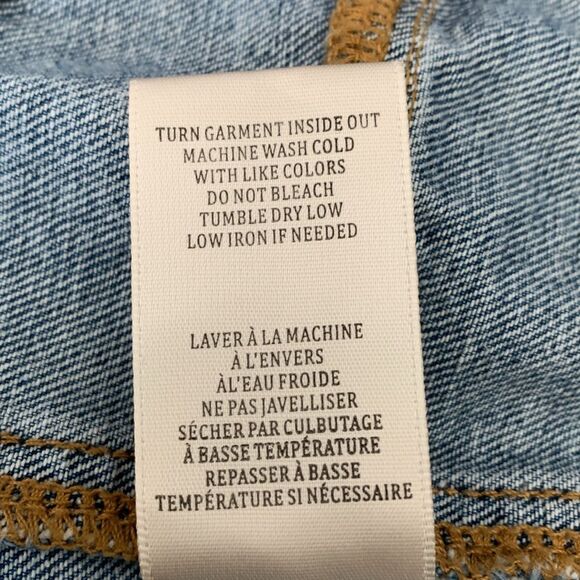 TURN GARMENT INSIDE OUT
MACHINE WASH COLD
WITH LIKE COLORS
DO NOT BLEACH
TUMBLE DRY LOW
LOW IRON IF NEEDED
LAVER À LA MACHINE
À L'ENVERS
À L'EAU FROIDE
NE PAS JAVELLISER
SÉCHER PAR CULBUTAGE
À BASSE TEMPÉRATURE
REPASSER À BASSE
TEMPÉRATURE SI NÉCESSAIRE